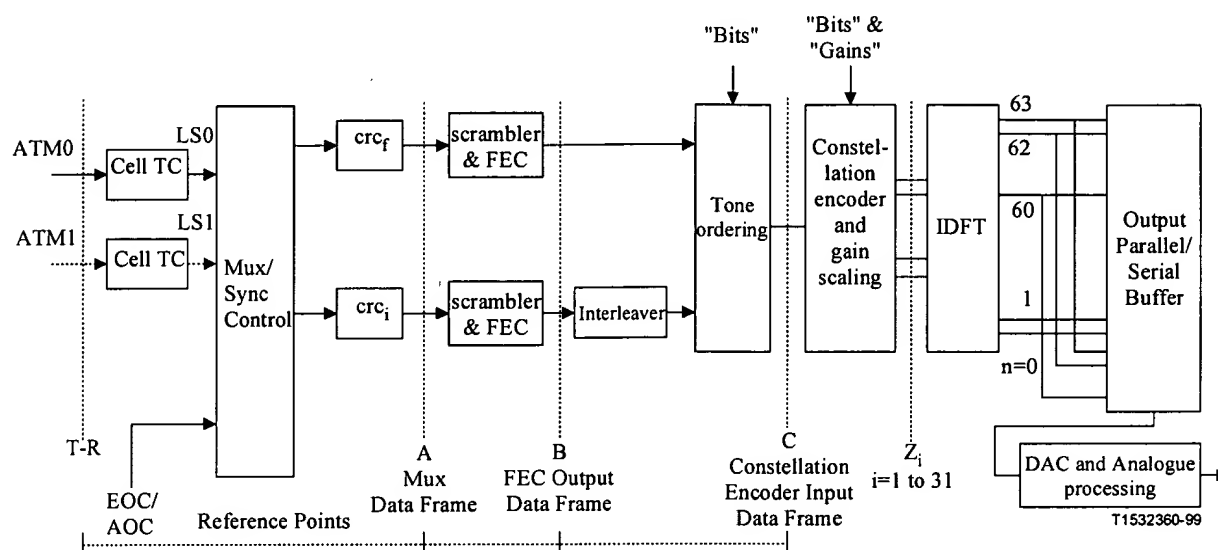 "Bits"
"Bits" &
"Gains"
ATM0
Cell TC
LS0
ATM1
Cell TC
LS1
Mux/
Sync
Control
crcf
scrambler
& FEC
crci
scrambler
& FEC
Interleaver
Tone
ordering
Constel-
lation
encoder
and
gain
scaling
IDFT
63
62
60
1
n=0
Output
Parallel/
Serial
Buffer
T-R
EOC/
AOC
Reference Points
A
Mux
Data Frame
B
FEC Output
Data Frame
C
Constellation
Encoder Input
Data Frame
Zi
i=1 to 31
DAC and Analogue
processing
T1532360-99